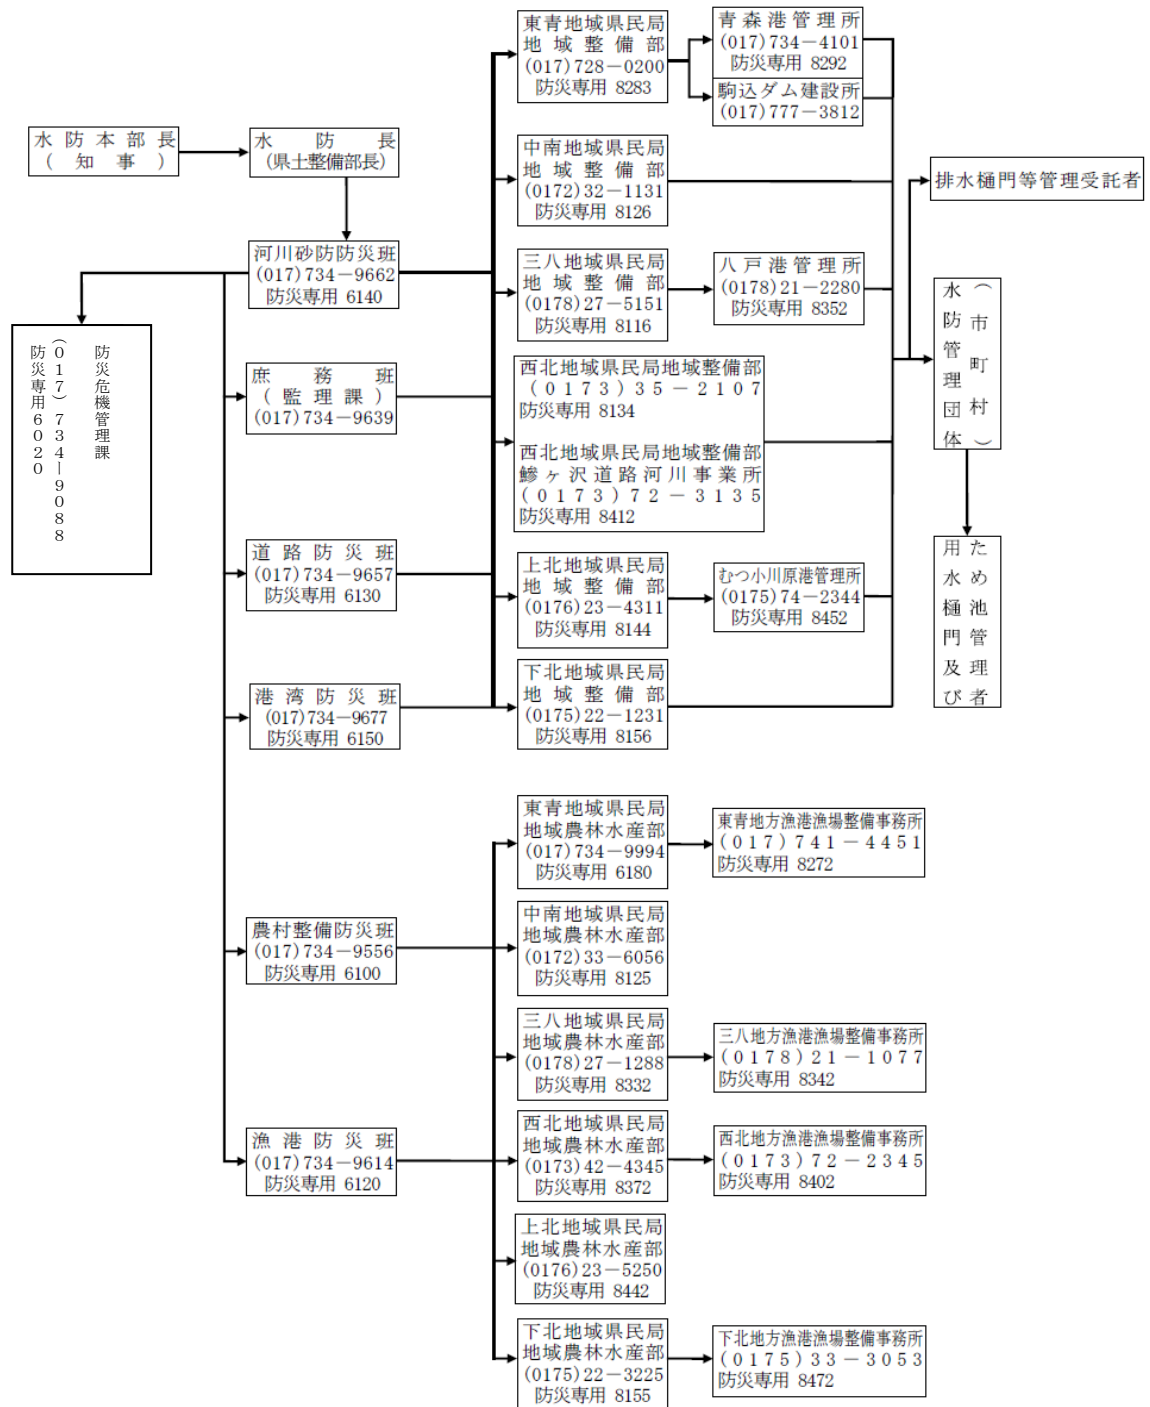 水防本部長
（知事）
水防長
(県土整備部長)
河川砂防防災班
(017)734－9662
防災専用 6140
防災危機管理課
(017)734－9088
防災専用6020
庶務班
（監理課）
(017)734－9639
道路防災班
(017)734－9657
防災専用 6130
港湾防災班
(017)734－9677
防災専用 6150
農村整備防災班
(017)734－9556
防災専用 6100
漁港防災班
(017)734－9614
防災専用 6120
東青地域県民局
地域整備部
(017)728－0200
防災専用 8283
中南地域県民局
地域整備部
(0172)32－1131
防災専用 8126
三八地域県民局
地域整備部
(0178)27－5151
防災専用 8116
西北地域県民局地域整備部
(0173)35－2107
防災専用 8134
西北地域県民局地域整備部
鰺ヶ沢道路河川事業所
(0173)72－3135
防災専用 8412
上北地域県民局
地域整備部
(0176)23－4311
防災専用 8144
下北地域県民局
地域整備部
(0175)22－1231
防災専用 8156
青森港管理所
(017)734－4101
防災専用 8292
駒込ダム建設所
(017)777－3812
八戸港管理所
(0178)21－2280
防災専用 8352
むつ小川原港管理所
(0175)74－2344
防災専用 8452
排水樋門等管理受託者
（市町村）
水防管理団体
ため池管理者
用水樋門及び
東青地域県民局
地域農林水産部
(017)734－9994
防災専用 6180
中南地域県民局
地域農林水産部
(0172)33－6056
防災専用 8125
三八地域県民局
地域農林水産部
(0178)27－1288
防災専用 8332
西北地域県民局
地域農林水産部
(0173)42－4345
防災専用 8372
上北地域県民局
地域農林水産部
(0176)23－5250
防災専用 8442
下北地域県民局
地域農林水産部
(0175)22－3225
防災専用 8155
東青地方漁港漁場整備事務所
(017)741－4451
防災専用 8272
三八地方漁港漁場整備事務所
(0178)21－1077
防災専用 8342
西北地方漁港漁場整備事務所
(0173)72－2345
防災専用 8402
下北地方漁港漁場整備事務所
(0175)33－3053
防災専用 8472